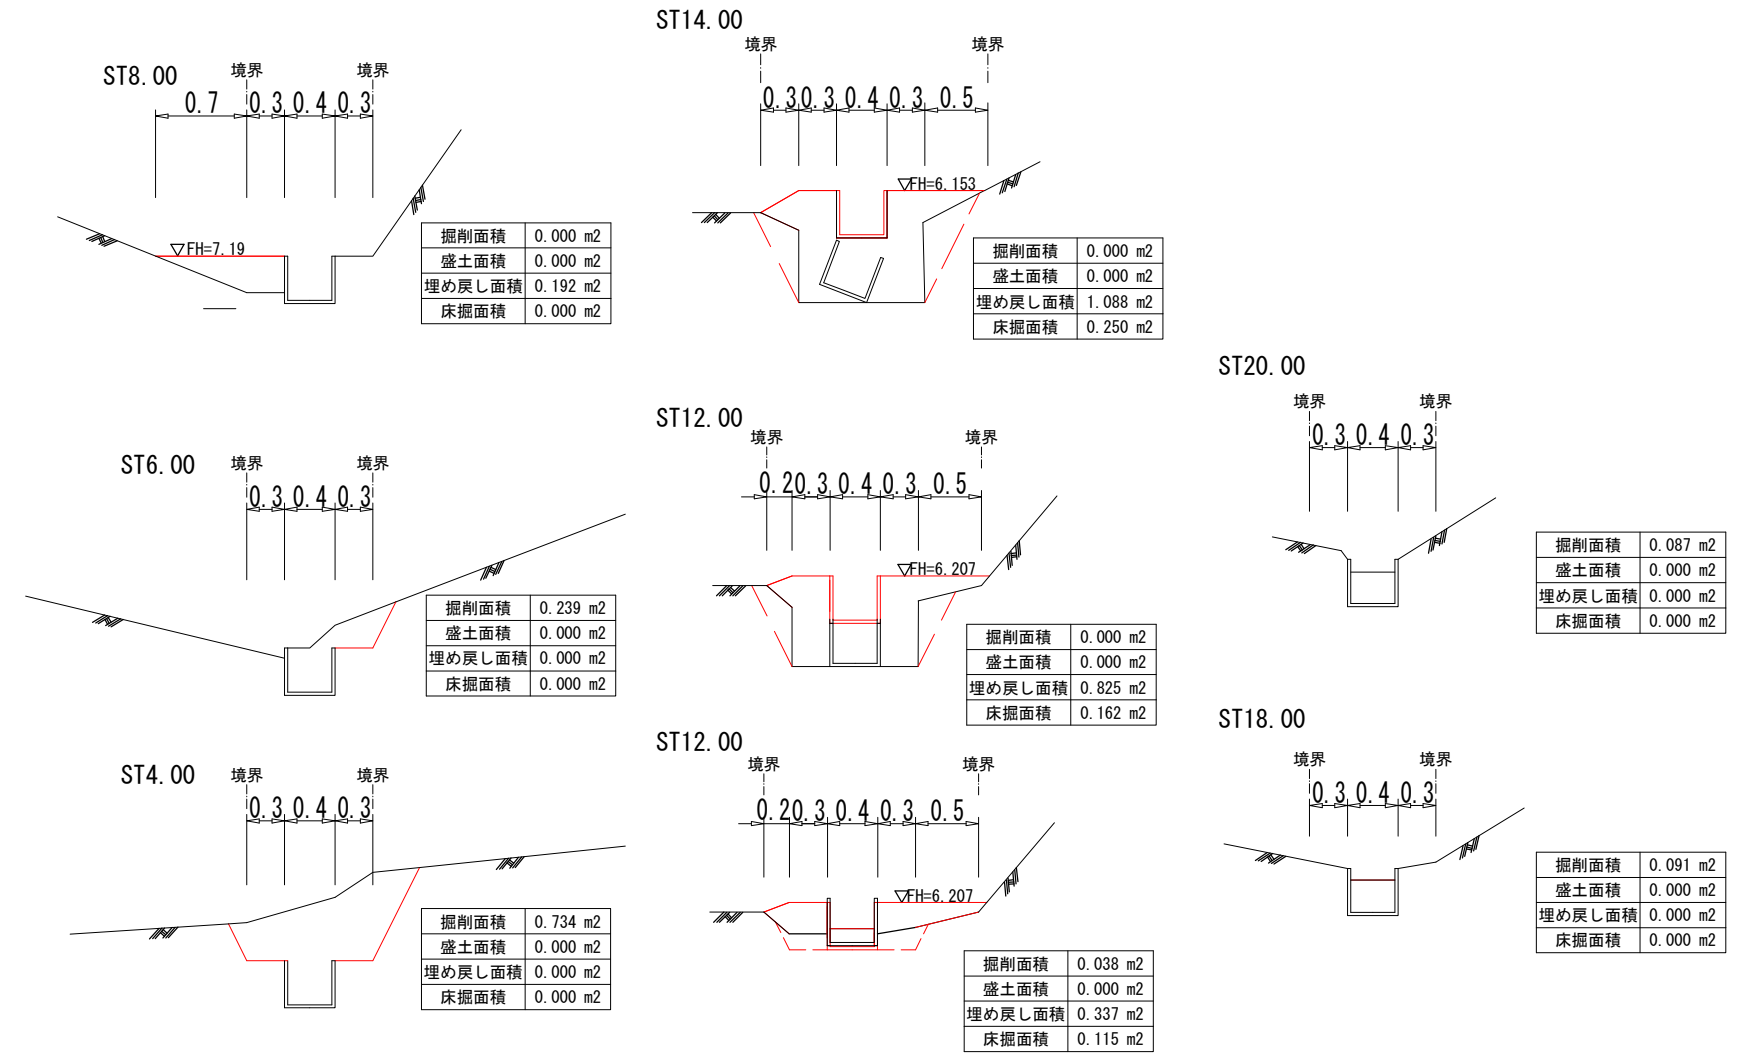 ST8.00
境界 境界
0.7 0.3 0.4 0.3
▽FH=7.19
掘削面積 0.000 m2
盛土面積 0.000 m2
埋め戻し面積 0.192 m2
床掘面積 0.000 m2
ST6.00
境界 境界
0.3 0.4 0.3
掘削面積 0.239 m2
盛土面積 0.000 m2
埋め戻し面積 0.000 m2
床掘面積 0.000 m2
ST4.00
境界 境界
0.3 0.4 0.3
掘削面積 0.734 m2
盛土面積 0.000 m2
埋め戻し面積 0.000 m2
床掘面積 0.000 m2
ST14.00
境界 境界
0.3 0.3 0.4 0.3 0.5
▽FH=6.153
掘削面積 0.000 m2
盛土面積 0.000 m2
埋め戻し面積 1.088 m2
床掘面積 0.250 m2
ST12.00
境界 境界
0.2 0.3 0.4 0.3 0.5
▽FH=6.207
掘削面積 0.000 m2
盛土面積 0.000 m2
埋め戻し面積 0.825 m2
床掘面積 0.162 m2
ST12.00
境界 境界
0.2 0.3 0.4 0.3 0.5
▽FH=6.207
掘削面積 0.038 m2
盛土面積 0.000 m2
埋め戻し面積 0.337 m2
床掘面積 0.115 m2
ST20.00
境界 境界
0.3 0.4 0.3
掘削面積 0.087 m2
盛土面積 0.000 m2
埋め戻し面積 0.000 m2
床掘面積 0.000 m2
ST18.00
境界 境界
0.3 0.4 0.3
掘削面積 0.091 m2
盛土面積 0.000 m2
埋め戻し面積 0.000 m2
床掘面積 0.000 m2